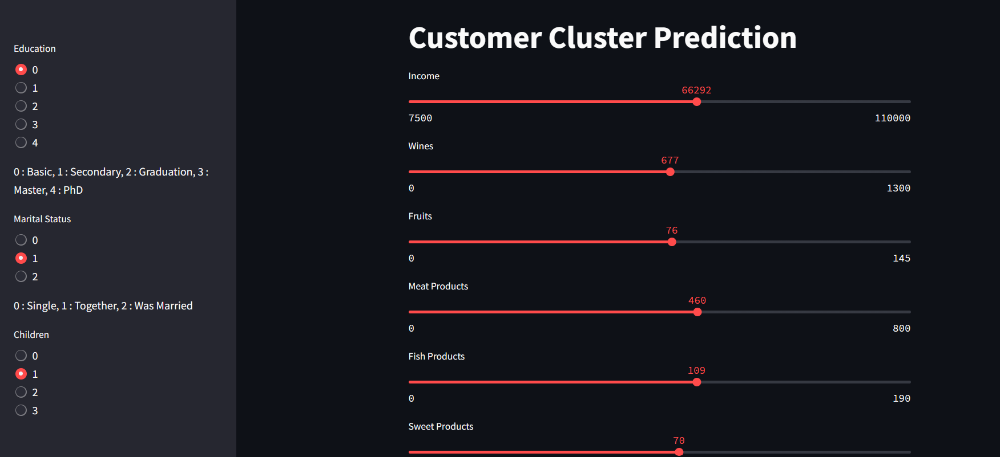 Education
0
1
2
3
4
0 : Basic, 1 : Secondary, 2 : Graduation, 3 :
Master, 4 : PhD
Marital Status
0
1
2
0 : Single, 1 : Together, 2 : Was Married
Children
0
1
2
3
Customer Cluster Prediction
Income
66292
7500 110000
Wines
677
0 1300
Fruits
76
0 145
Meat Products
460
0 800
Fish Products
109
0 190
Sweet Products
70